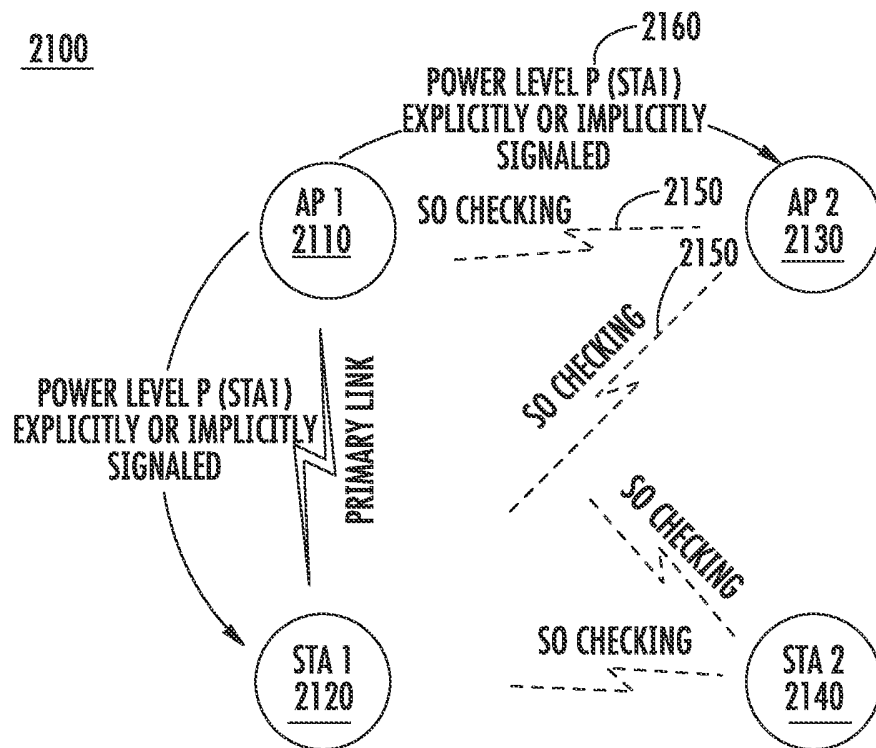 2100
2160
POWER LEVEL P (STA1)
EXPLICITLY OR IMPLICITLY
SIGNALED
AP 1
2110
SO CHECKING
2150
AP 2
2130
2150
SO CHECKING
POWER LEVEL P (STA1)
EXPLICITLY OR IMPLICITLY
SIGNALED
PRIMARY LINK
SO CHECKING
SO CHECKING
STA 1
2120
STA 2
2140